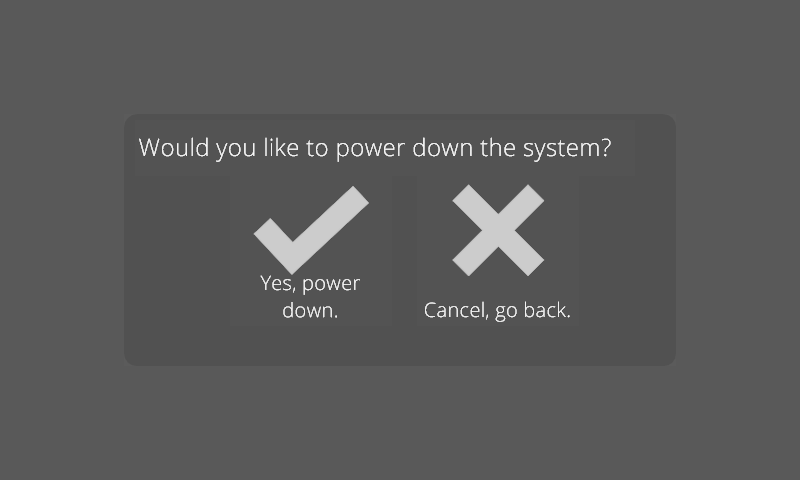 Would you like to power down the system?
Yes, power
down.
Cancel, go back.